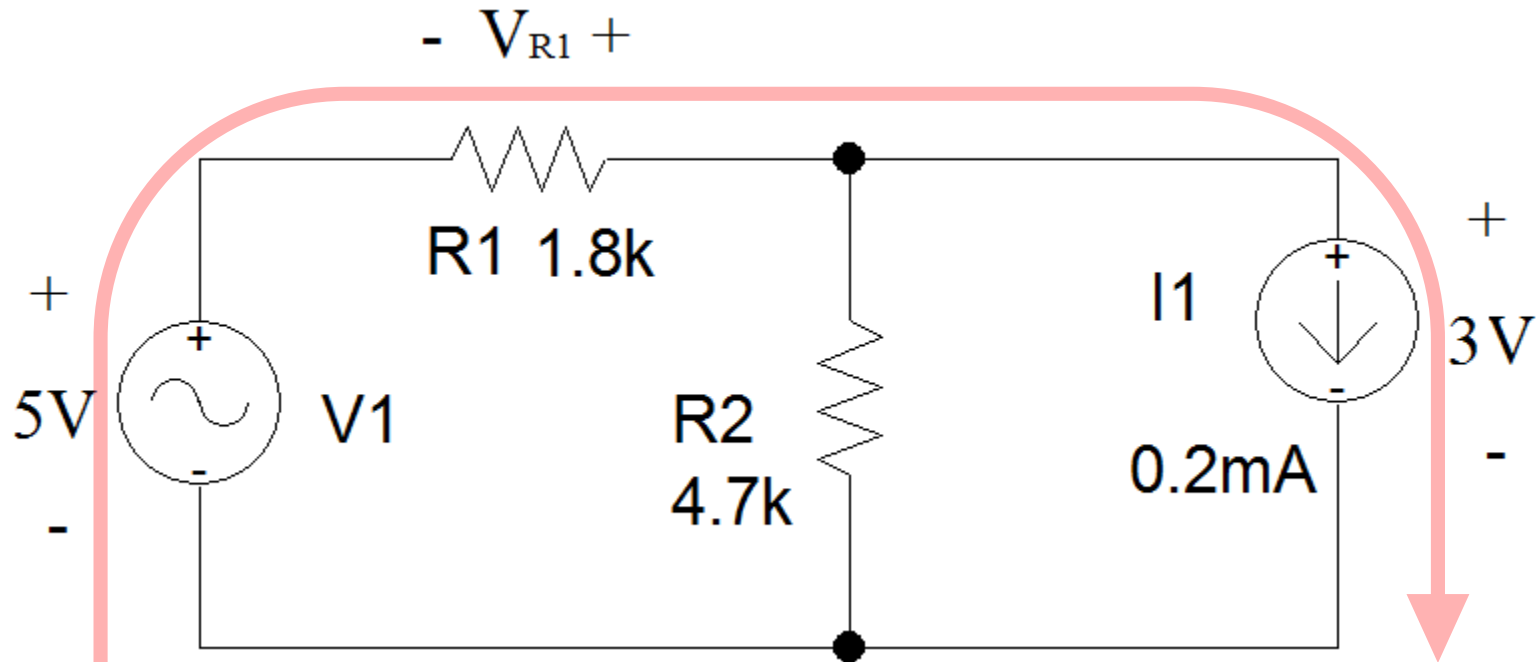 - VR1 +
R1 1.8k
+
5V
-
+
-
V1
R2
4.7k
I1
0.2mA
+
-
+
3V
-